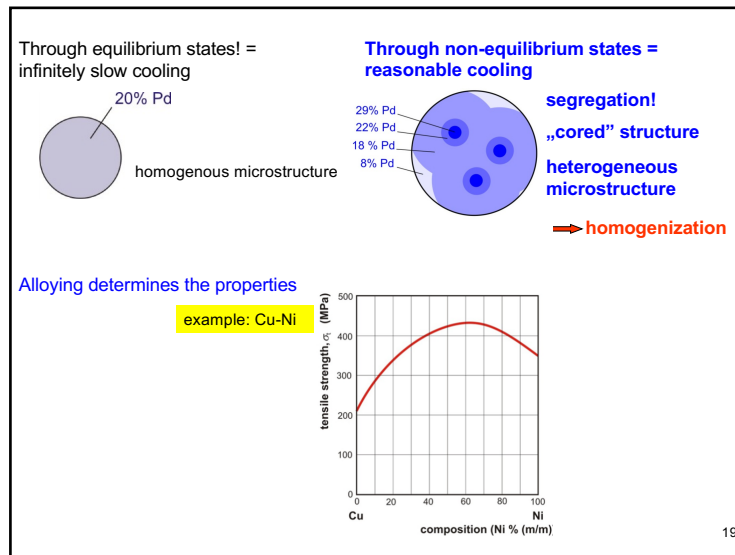 Through equilibrium states! =
infinitely slow cooling
20% Pd
homogenous microstructure
Through non-equilibrium states =
reasonable cooling
29% Pd
22% Pd
18 % Pd
8% Pd
segregation!
„cored” structure
heterogeneous
microstructure
homogenization
Alloying determines the properties
example: Cu-Ni
tensile strength, σₜ (MPa)
500
400
300
200
100
0
0 20 40 60 80 100
Cu Ni
composition (Ni % (m/m)
19